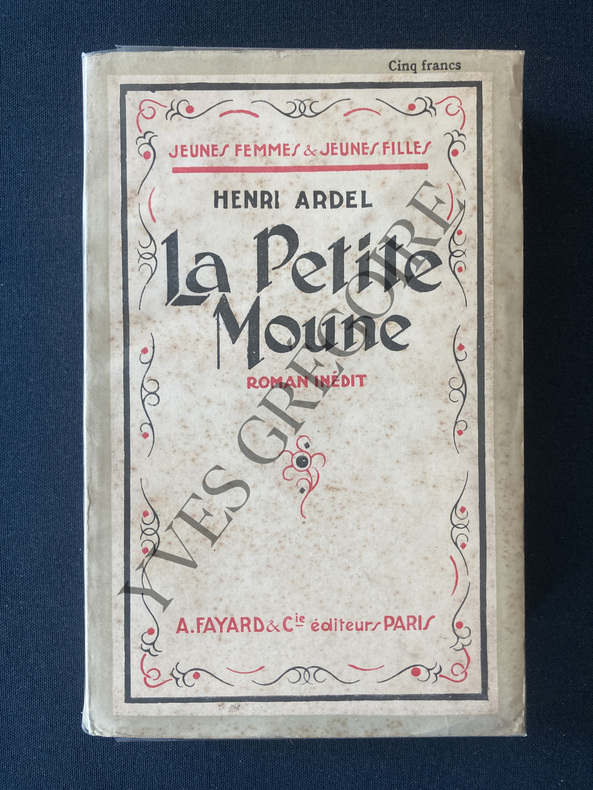 Cinq francs
JEUNES FEMMES & JEUNES FILLES
HENRI ARDEL
La Petite
Moune
ROMAN INÉDIT
A. FAYARD & Cie éditeurs PARIS
YVES GREGOIRE